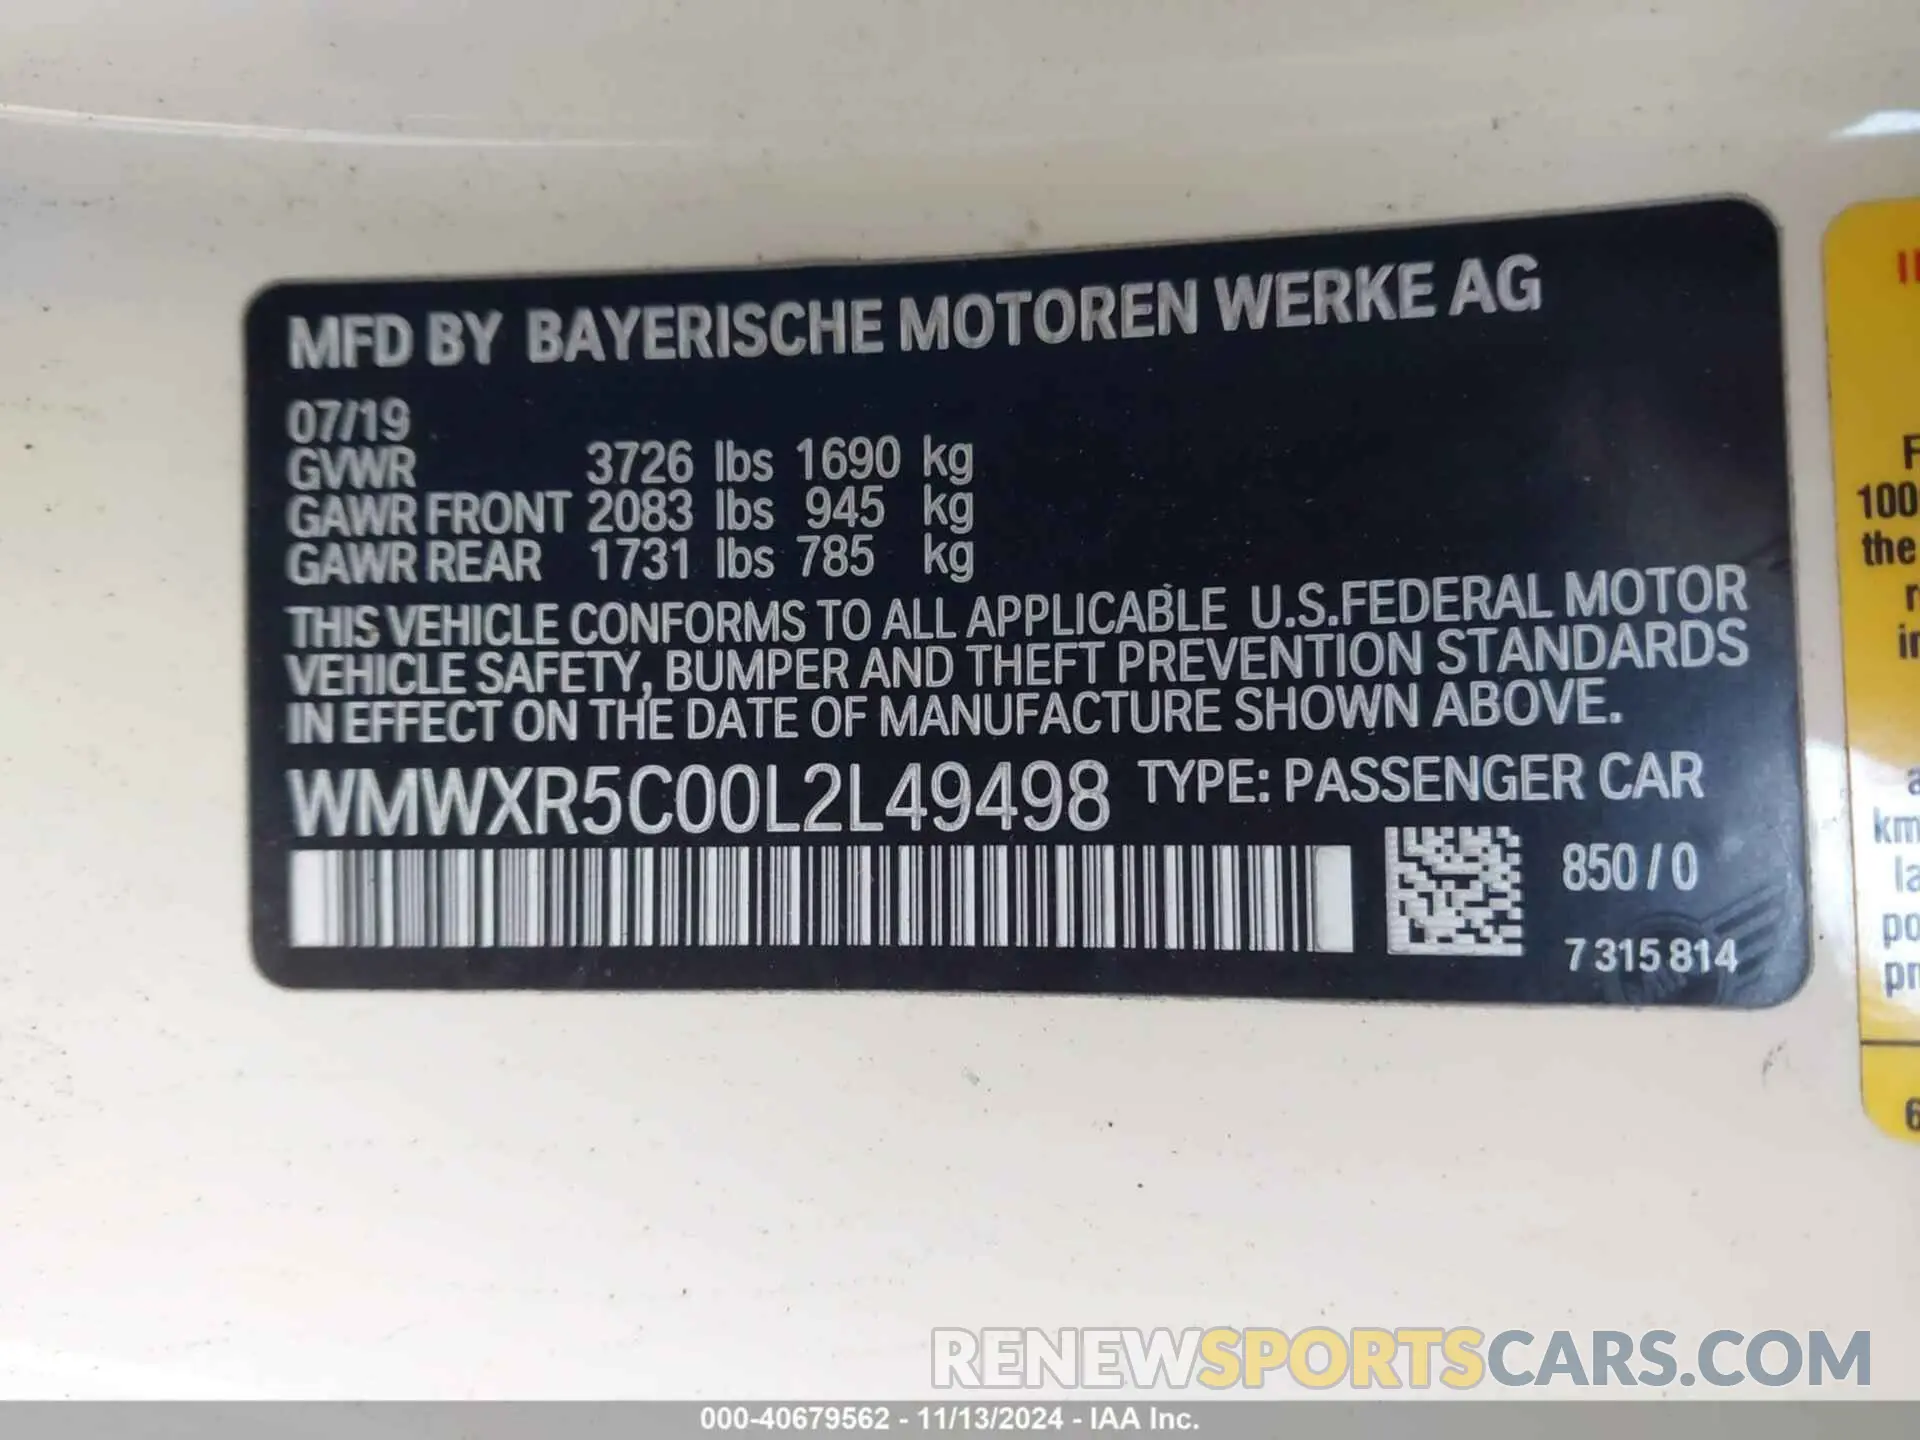 MFD BY BAYERISCHE MOTOREN WERKE AG
07/19
GVWR 3726 lbs 1690 kg
GAWR FRONT 2083 lbs 945 kg
GAWR REAR 1731 lbs 785 kg
THIS VEHICLE CONFORMS TO ALL APPLICABLE U.S.FEDERAL MOTOR
VEHICLE SAFETY, BUMPER AND THEFT PREVENTION STANDARDS
IN EFFECT ON THE DATE OF MANUFACTURE SHOWN ABOVE.
WMWXR5C00L2L49498 TYPE: PASSENGER CAR
850/0
7 315 814
100
the
km
RENEWSPORTSCARS.COM
000-40679562 - 11/13/2024 - IAA Inc.